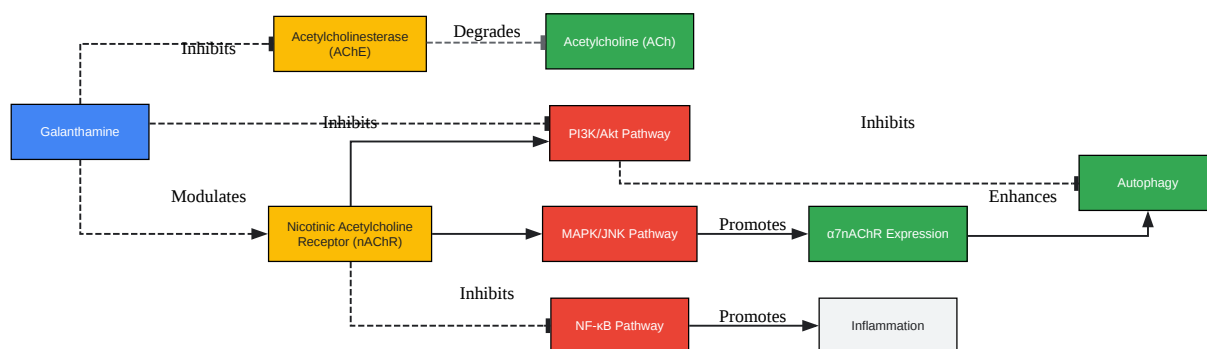 Inhibits
Acetylcholinesterase
(AChE)
Degrades
Acetylcholine (ACh)
Galanthamine
Inhibits
PI3K/Akt Pathway
Inhibits
Modulates
Nicotinic Acetylcholine
Receptor (nAChR)
MAPK/JNK Pathway
Promotes
α7nAChR Expression
Enhances
Autophagy
Inhibits
NF-κB Pathway
Promotes
Inflammation